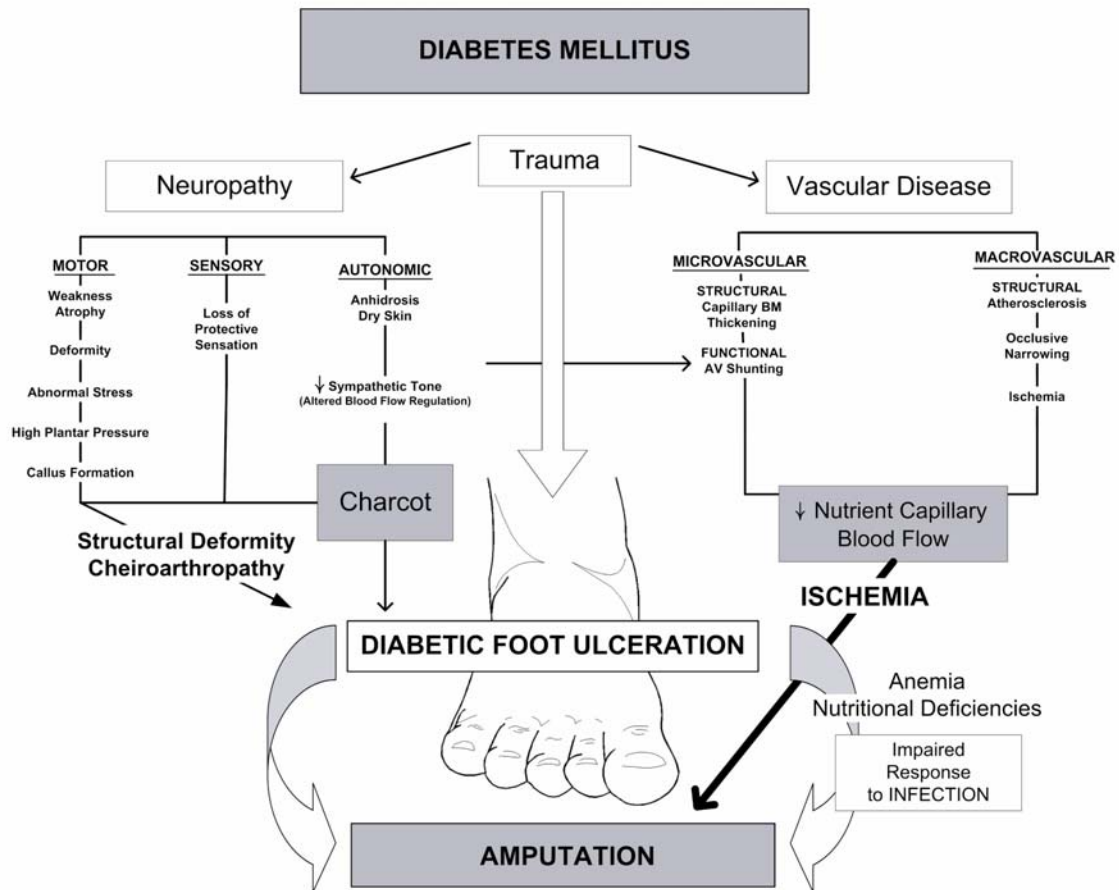 DIABETES MELLITUS
Trauma
Neuropathy
Vascular Disease
MOTOR
Weakness
Atrophy
Deformity
Abnormal Stress
High Plantar Pressure
Callus Formation
SENSORY
Loss of
Protective
Sensation
AUTONOMIC
Anhidrosis
Dry Skin
↓ Sympathetic Tone
(Altered Blood Flow Regulation)
MICROVASCULAR
STRUCTURAL
Capillary BM
Thickening
FUNCTIONAL
AV Shunting
MACROVASCULAR
STRUCTURAL
Atherosclerosis
Occlusive
Narrowing
Ischemia
Charcot
↓ Nutrient Capillary
Blood Flow
Structural Deformity
Cheiroarthropathy
ISCHEMIA
DIABETIC FOOT ULCERATION
Anemia
Nutritional Deficiencies
Impaired
Response
to INFECTION
AMPUTATION